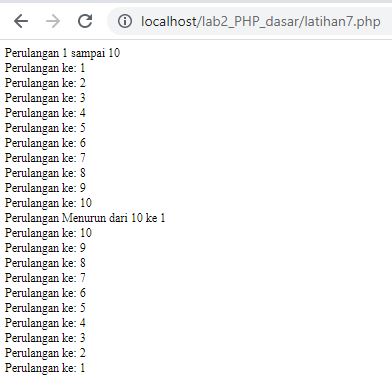 localhost/lab2_PHP_dasar/latihan7.php
Perulangan 1 sampai 10
Perulangan ke: 1
Perulangan ke: 2
Perulangan ke: 3
Perulangan ke: 4
Perulangan ke: 5
Perulangan ke: 6
Perulangan ke: 7
Perulangan ke: 8
Perulangan ke: 9
Perulangan ke: 10
Perulangan Menurun dari 10 ke 1
Perulangan ke: 10
Perulangan ke: 9
Perulangan ke: 8
Perulangan ke: 7
Perulangan ke: 6
Perulangan ke: 5
Perulangan ke: 4
Perulangan ke: 3
Perulangan ke: 2
Perulangan ke: 1